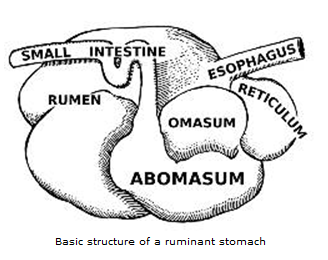 SMALL INTESTINE
ESOPHAGUS
RUMEN
RETICULUM
OMASUM
ABOMASUM
Basic structure of a ruminant stomach